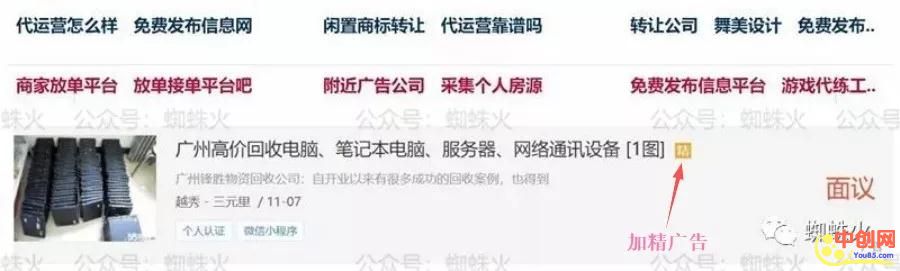 代运营怎么样 免费发布信息网 闲置商标转让 代运营靠谱吗 转让公司 舞美设计 免费发布..
商家放单平台 放单接单平台吧 附近广告公司 采集个人房源 免费发布信息平台 游戏代练工..
蜘蛛火 公众号：蜘蛛火 公众号：蜘蛛火 公众号：蜘蛛火
广州高价回收电脑、笔记本电脑、服务器、网络通讯设备 [1图] 精
广州锋胜物资回收公司：自开业以来有很多成功的回收案例，也得到
面议
越秀 - 三元里 / 11-07
个人认证 微信小程序
加精广告
蜘蛛火
中创网
You85.com